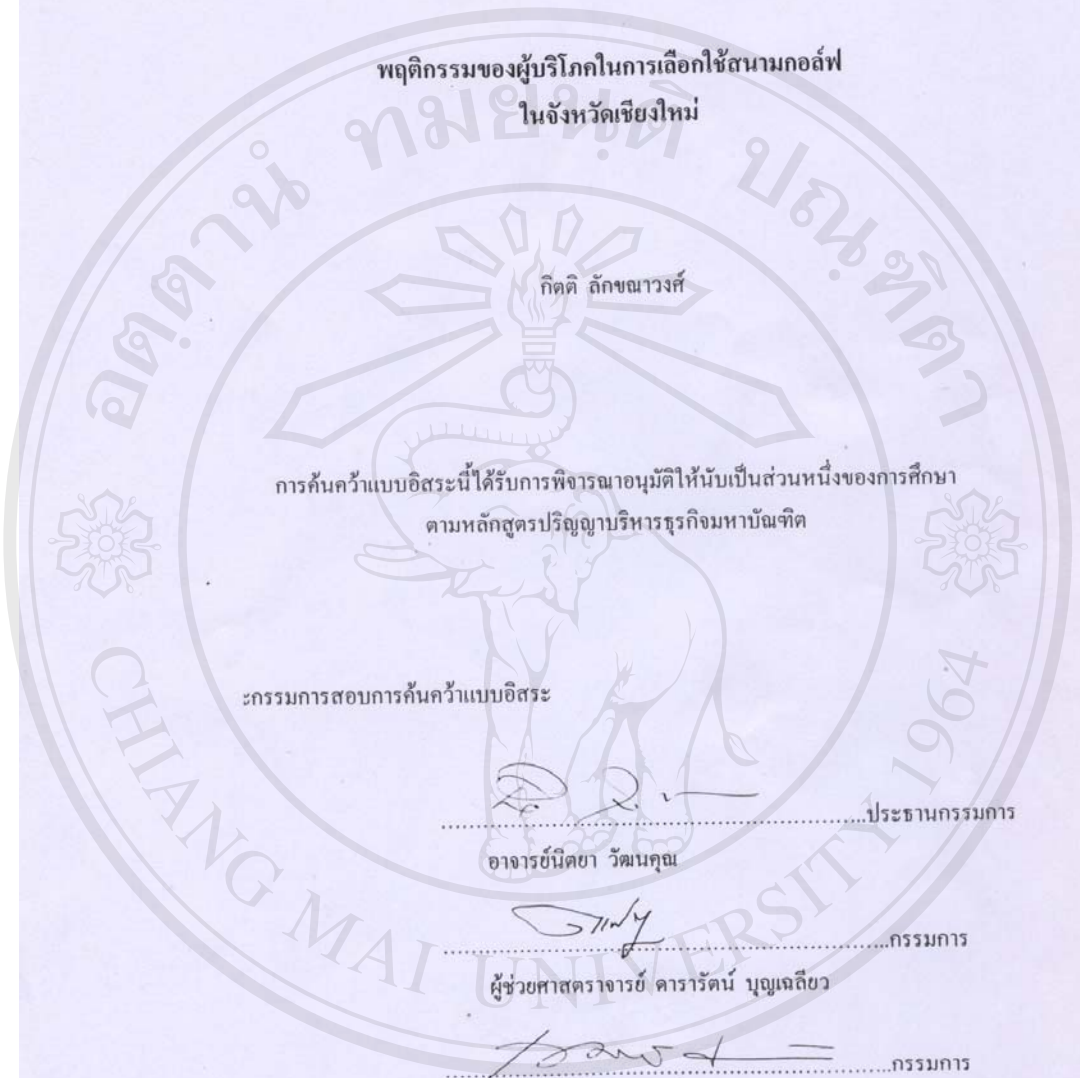 พฤติกรรมของผู้บริโภคในการเลือกใช้สนามกอล์ฟ
ในจังหวัดเชียงใหม่
อตฺตานํ ทมยนฺติ ปณฺฑิตา
กิตติ ลักขณาวงศ์
การค้นคว้าแบบอิสระนี้ได้รับการพิจารณาอนุมัติให้นับเป็นส่วนหนึ่งของการศึกษา
ตามหลักสูตรปริญญาบริหารธุรกิจมหาบัณฑิต
ะกรรมการสอบการค้นคว้าแบบอิสระ
..........ประธานกรรมการ
อาจารย์นิตยา วัฒนคุณ
..........กรรมการ
ผู้ช่วยศาสตราจารย์ ดารารัตน์ บุญเฉลียว
..........กรรมการ
CHIANG MAI UNIVERSITY 1964